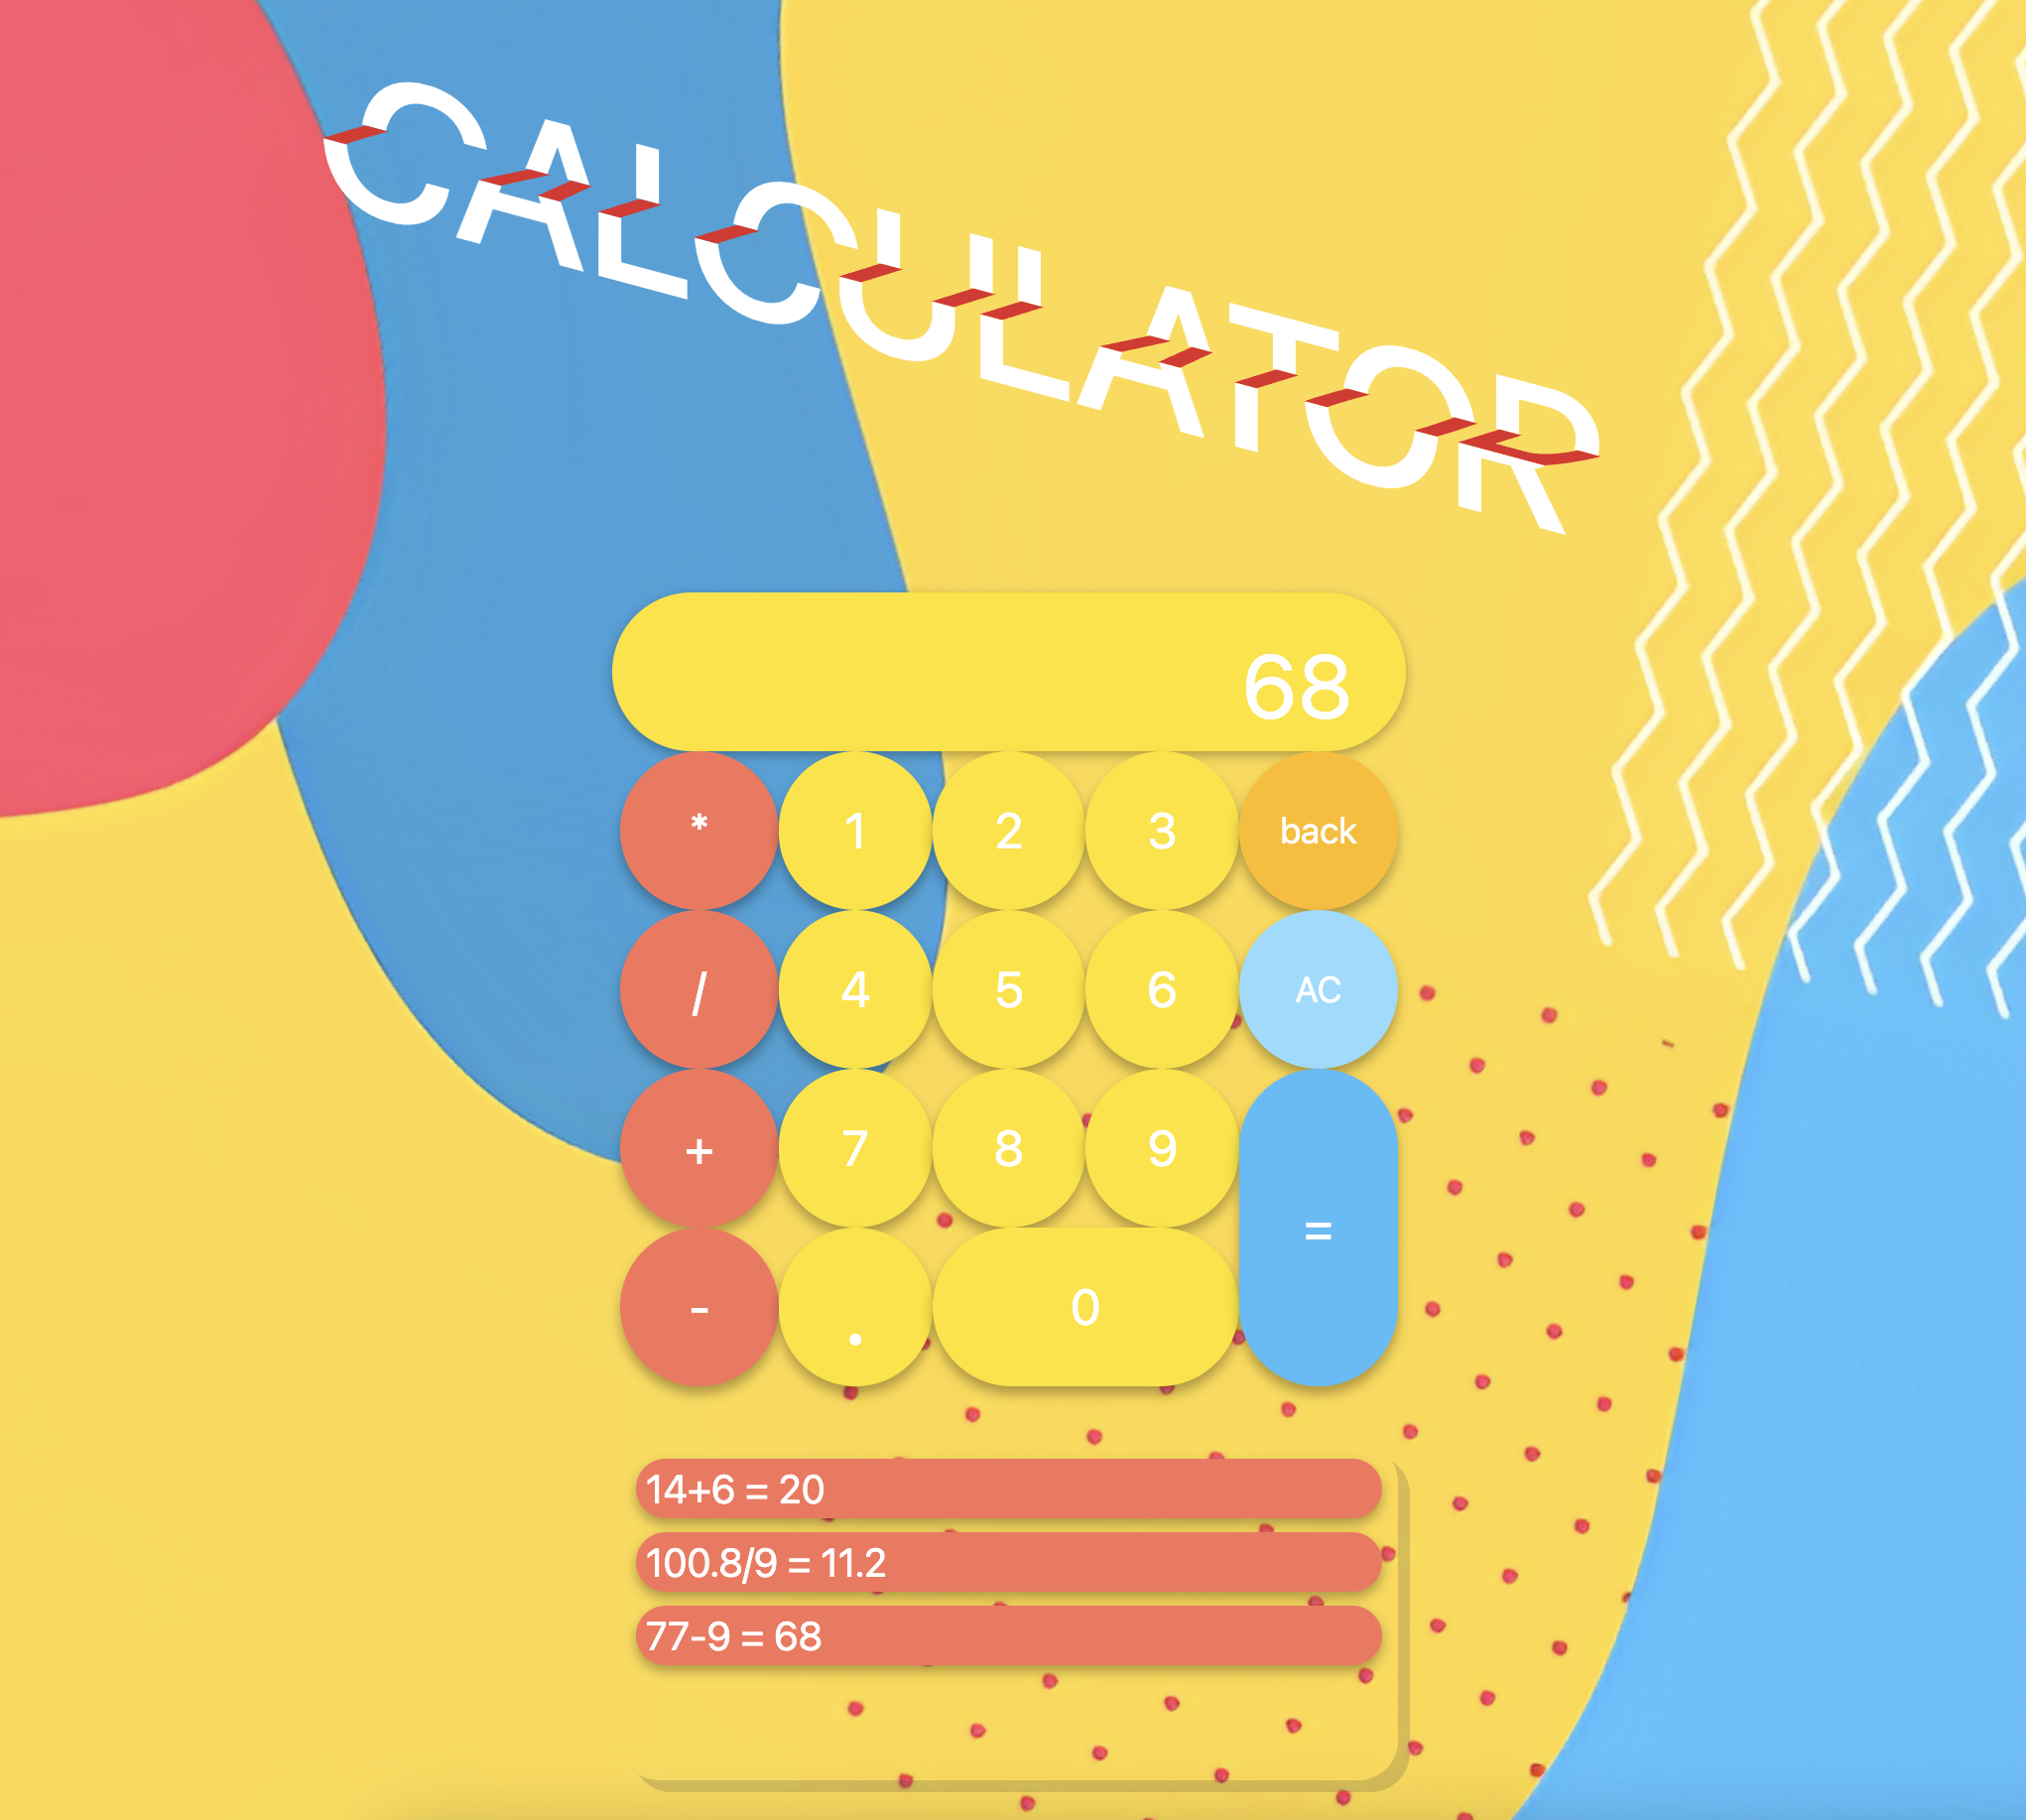 CALCULATOR
68
* 1 2 3 back
/ 4 5 6 AC
+ 7 8 9
=
- . 0
14+6 = 20
100.8/9 = 11.2
77-9 = 68